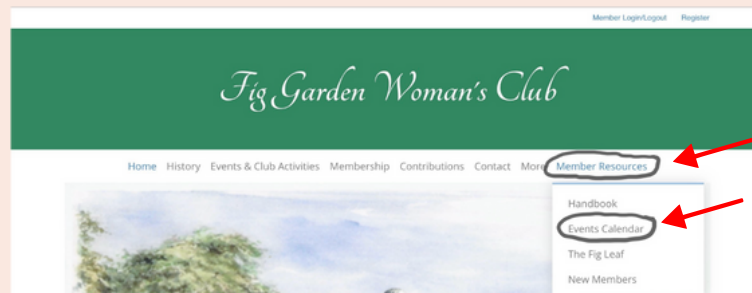 Member Login/Logout Register
Fig Garden Woman's Club
Home History Events & Club Activities Membership Contributions Contact More Member Resources
Handbook
Events Calendar
The Fig Leaf
New Members